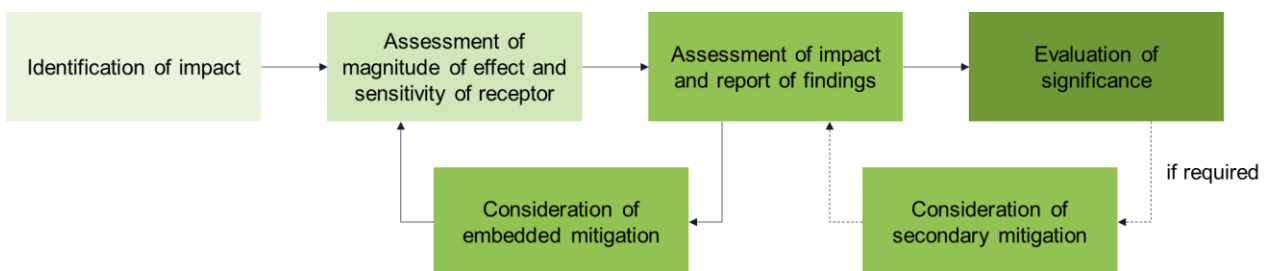 Identification of impact
Assessment of
magnitude of effect and
sensitivity of receptor
Assessment of impact
and report of findings
Evaluation of
significance
if required
Consideration of
embedded mitigation
Consideration of
secondary mitigation